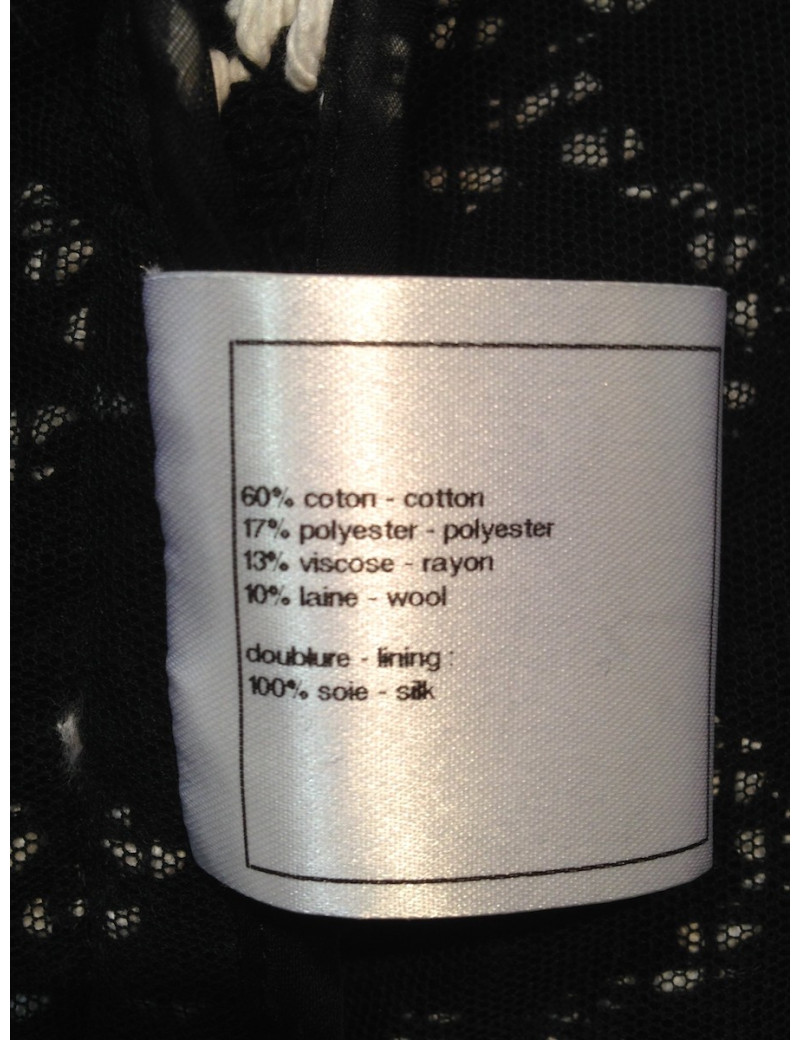 60% coton - cotton
17% polyester - polyester
13% viscose - rayon
10% laine - wool
doublure - lining :
100% soie - silk